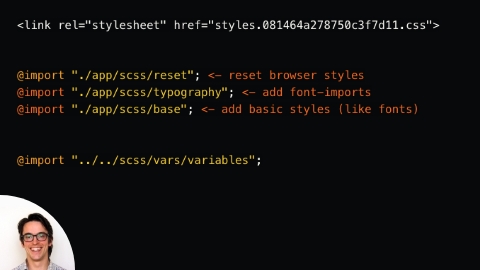 <link rel="stylesheet" href="styles.081464a278750c3f7d11.css">
@import "./app/scss/reset"; <- reset browser styles
@import "./app/scss/typography"; <- add font-imports
@import "./app/scss/base"; <- add basic styles (like fonts)
@import "../../scss/vars/variables";